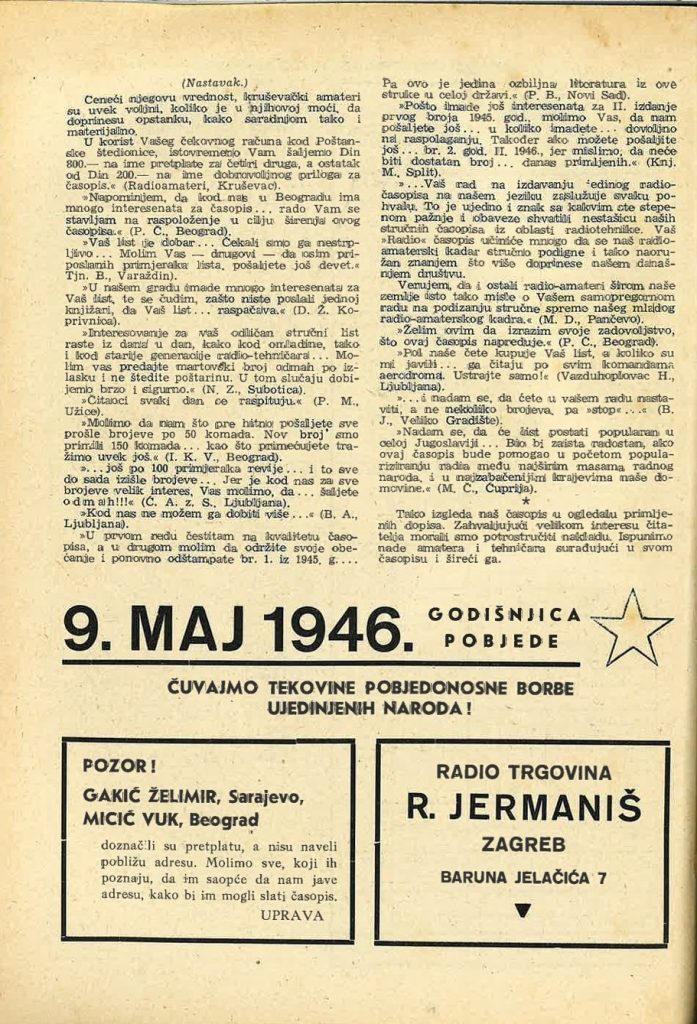 (Nastavak.)
Ceneći njegovu vrednost, kruševački amateri
su uvek voljni, koliko je u njihovoj moći, da
doprinesu opstanku, kako saradnjom tako i
materijalno.
U korist Vašeg čekovnog računa kod Poštan-
ske štedionice, istovremeno Vam šaljemo Din
800.— na ime pretplate za četiri druga, a ostatak
od Din 200.— na ime dobrovoljnog priloga za
časopis.« (Radioamateri, Kruševac).
»Napominjem, da kod nas u Beogradu ima
mnogo interesenata za časopis... rado Vam se
stavljam na raspoloženje u cilju širenja ovog
časopisa.« (P. Č., Beograd).
»Vaš list je dobar... Čekali smo ga nestrp-
ljivo... Molim Vas — drugovi — da osim pri-
poslanih primjeraka lista, pošaljete još devet.«
Tjn. B., Varaždin).
»U našem gradu imade mnogo interesenata za
Vaš list, te se čudim, zašto niste poslali jednoj
knjižari, da Vaš list... raspačava.« (D. Ž. Ko-
privnica).
»Interesovanje za vaš odličan stručni list
raste iz dana u dan, kako kod omladine, tako
i kod starije generacije radio-tehničara... Mo-
lim vas predajte martovski broj odmah po iz-
lasku i ne štedite poštarinu. U tom slučaju dobi-
jemo brzo i sigurno.« (N. Z., Subotica).
»Čitaoci svaki dan ce raspituju.« (P. M.,
Užice).
»Molimo da nam što pre hitno pošaljete sve
prošle brojeve po 50 komada. Nov broj smo
primili 150 komada... kao što primećujete tra-
žimo uvek još.« (I. K. V., Beograd).
»...još po 100 primjeraka revije... i to sve
do sada izišle brojeve... Jer je kod nas za sve
brojeve velik interes, Vas molimo, da... šaljete
odmah!!!« (Č. A. z. S., Ljubljana).
»Kod nas ne možem ga dobiti više...« (B. A.,
Ljubljana).
»U prvom redu čestitam na kvalitetu časo-
pisa, a u drugom molim da održite svoje obe-
ćanje i ponovno odštampate br. 1. iz 1945. g....
Pa ovo je jedina ozbiljna literatura iz ove
struke u celoj državi.« (P. B., Novi Sad).
»Pošto imade još interesenata za II. izdanje
prvog broja 1945. god., molimo Vas, da nam
pošaljete još... u koliko imadete... dovoljno
na raspolaganju. Također ako možete pošaljite
još... br. 2. god. II. 1946., jer mislimo, da neće
biti dostatan broj... danas primljenih.« (Knj.
M., Split).
»...Vaš rad na izdavanju jedinog radio-
časopisa na našem jeziku zaslužuje svaku po-
hvalu. To je ujedno i znak sa kakvim ste stepe-
nom pažnje i obaveze shvatili nestašicu naših
stručnih časopisa iz oblasti radiotehnike. Vaš
»Radio« časopis učiniće mnogo da se naš radio-
amaterski kadar stručno podigne i tako naoru-
žan znanjem što više doprinese našem današ-
njem društvu.
Verujem, da i ostali radio-amateri širom naše
zemlje isto tako misle o Vašem samopregornom
radu na podizanju stručne spreme našeg mladog
radio-amaterskog kadra.« (M. D., Pančevo).
»Želim ovim da izrazim svoje zadovoljstvo,
što ovaj časopis napreduje.« (P. Č., Beograd).
»Pol naše čete kupuje Vaš list, a koliko su
mi javili... ga čitaju po svim komandama
aerodroma. Ustrajte samo!« (Vazduhoplovac H.,
Ljubljana).
»...i nadam se, da ćete u vašem radu nasta-
viti, a ne nekoliko brojeva, pa »stop«...« (B.
J., Veliko Gradište).
»Nadam se, da će list postati popularan u
celoj Jugoslaviji... Bio bi zaista radostan, ako
ovaj časopis bude pomogao u početom popula-
riziranju radia među najširim masama radnog
naroda, i u najzabačenijim krajevima naše do-
movine.« (M. Č., Ćuprija).
*
Tako izgleda naš časopis u ogledalu primlje-
nih dopisa. Zahvaljujući velikom interesu čita-
telja morali smo potrostručiti nakladu. Ispunimo
nade amatera i tehničara surađujući u svom
časopisu i šireći ga.
9. MAJ 1946. GODIŠNJICA
POBJEDE
ČUVAJMO TEKOVINE POBJEDONOSNE BORBE
UJEDINJENIH NARODA!
POZOR!
GAKIĆ ŽELIMIR, Sarajevo,
MICIĆ VUK, Beograd
označili su pretplatu, a nisu naveli
pobližu adresu. Molimo sve, koji ih
poznaju, da im saopće da nam jave
adresu, kako bi im mogli slati časopis.
UPRAVA
RADIO TRGOVINA
R. JERMANIŠ
ZAGREB
BARUNA JELAČIĆA 7